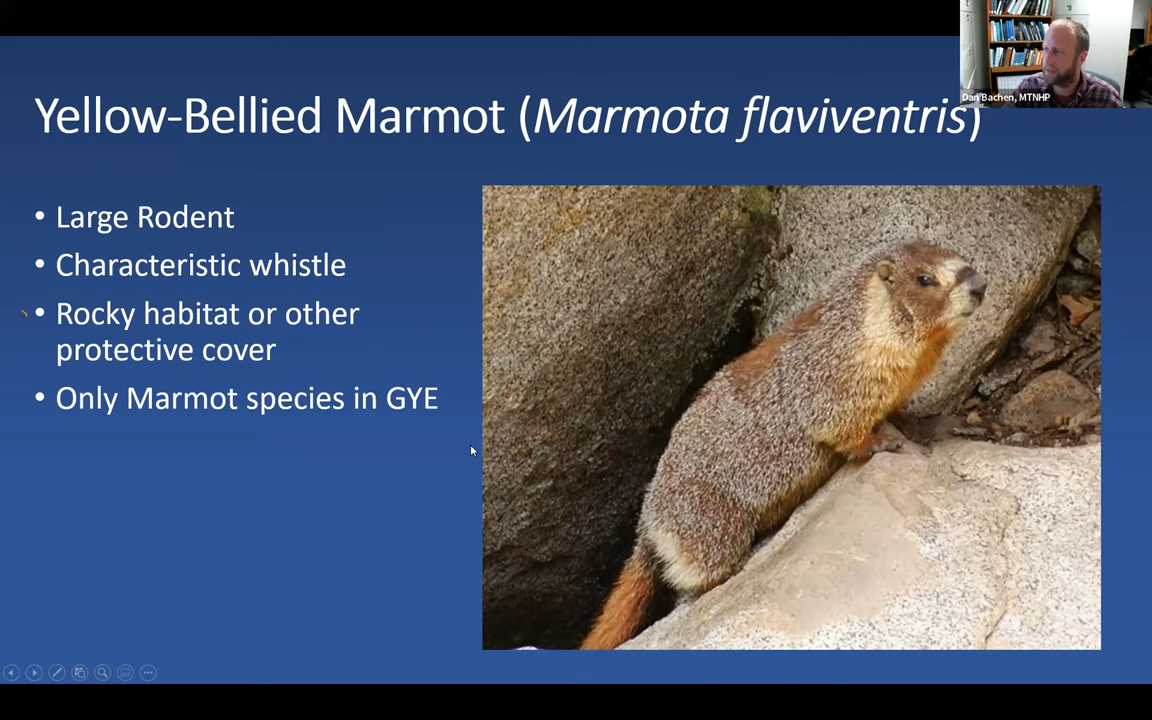 Dan Bachen, MTNHP
Yellow-Bellied Marmot (Marmota flaviventris)
• Large Rodent
• Characteristic whistle
• Rocky habitat or other
protective cover
• Only Marmot species in GYE